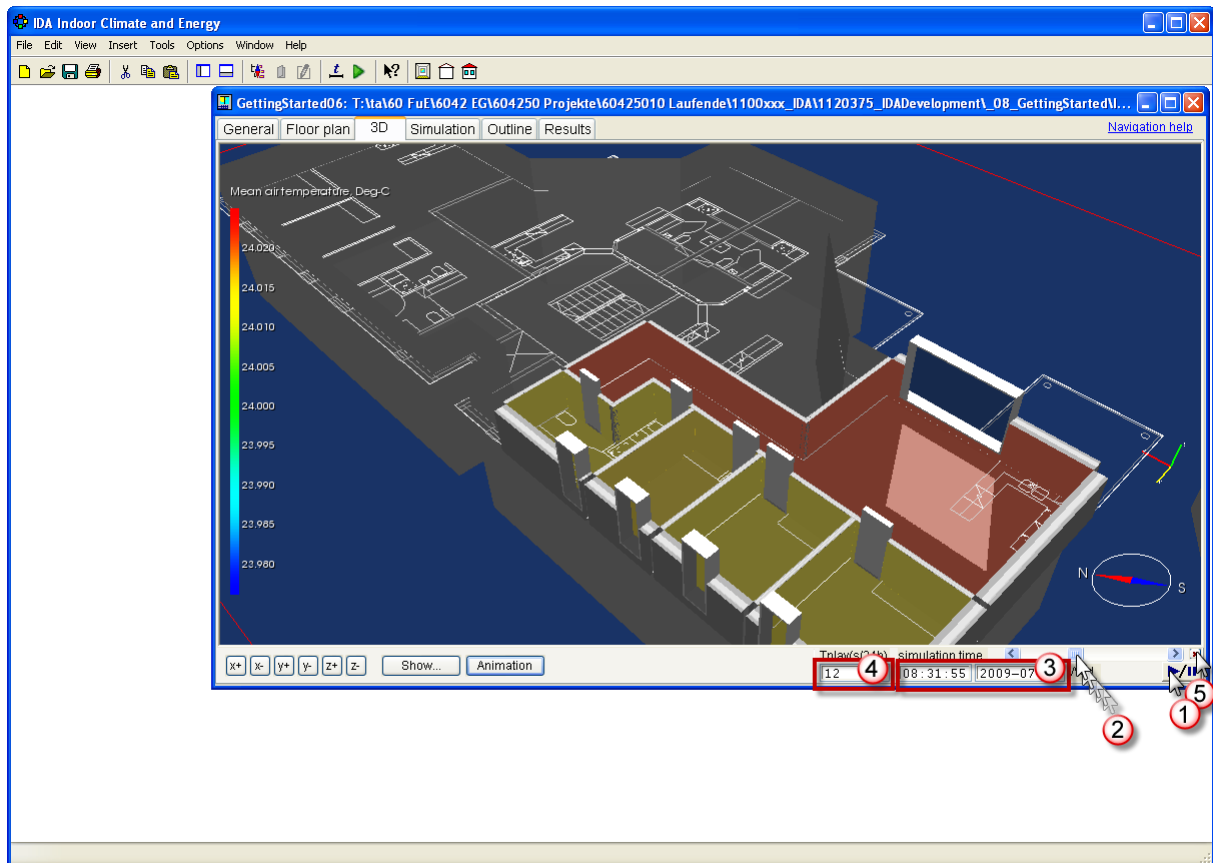 IDA Indoor Climate and Energy
File Edit View Insert Tools Options Window Help
GettingStarted06: T:\ta\60 FuE\6042 EG\604250 Projekte\60425010 Laufende\1100xxx_IDA\1120375_IDADevelopment\_08_GettingStarted\I...
General Floor plan 3D Simulation Outline Results Navigation help
Mean air temperature, Deg-C
24.020
24.015
24.010
24.005
24.000
23.995
23.990
23.985
23.980
N S
x+ x- y+ y- z+ z- Show... Animation
Tplay(s/24h) simulation time
12 4 08:31:55 2009-07 3
5
1
2